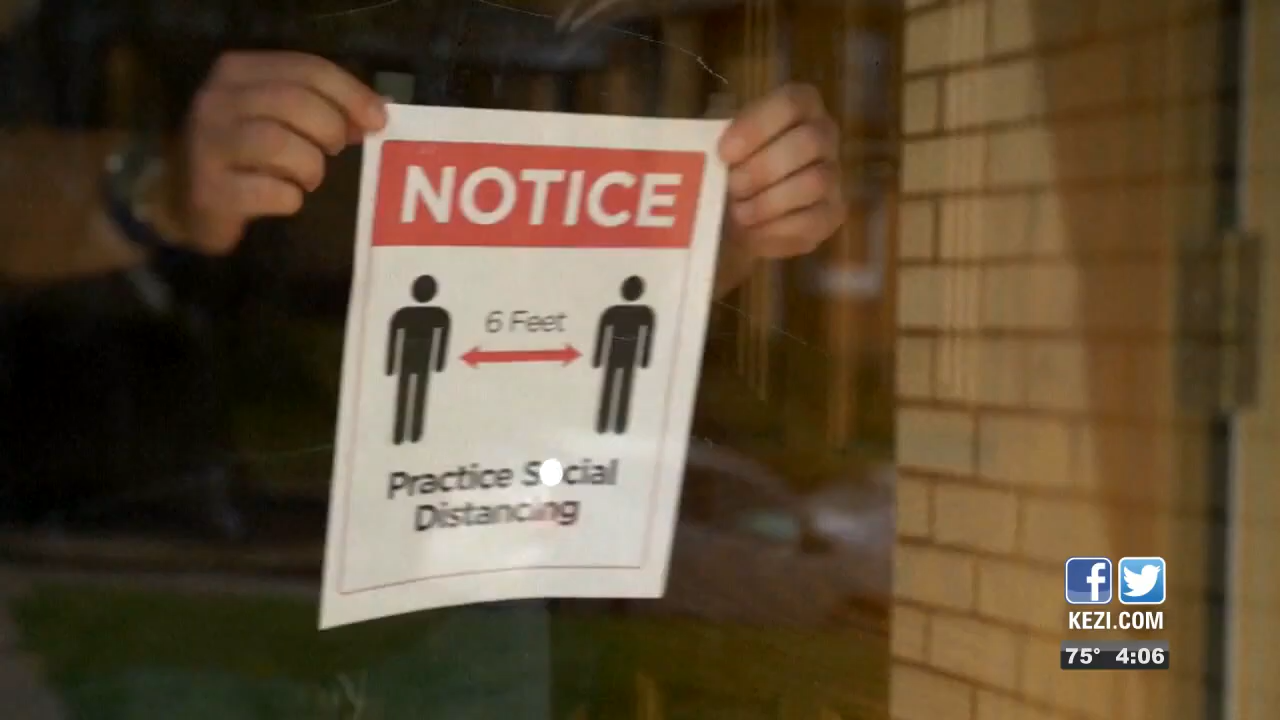 NOTICE
6 Feet
Practice Social
Distancing
f
KEZI.COM
75° 4:06